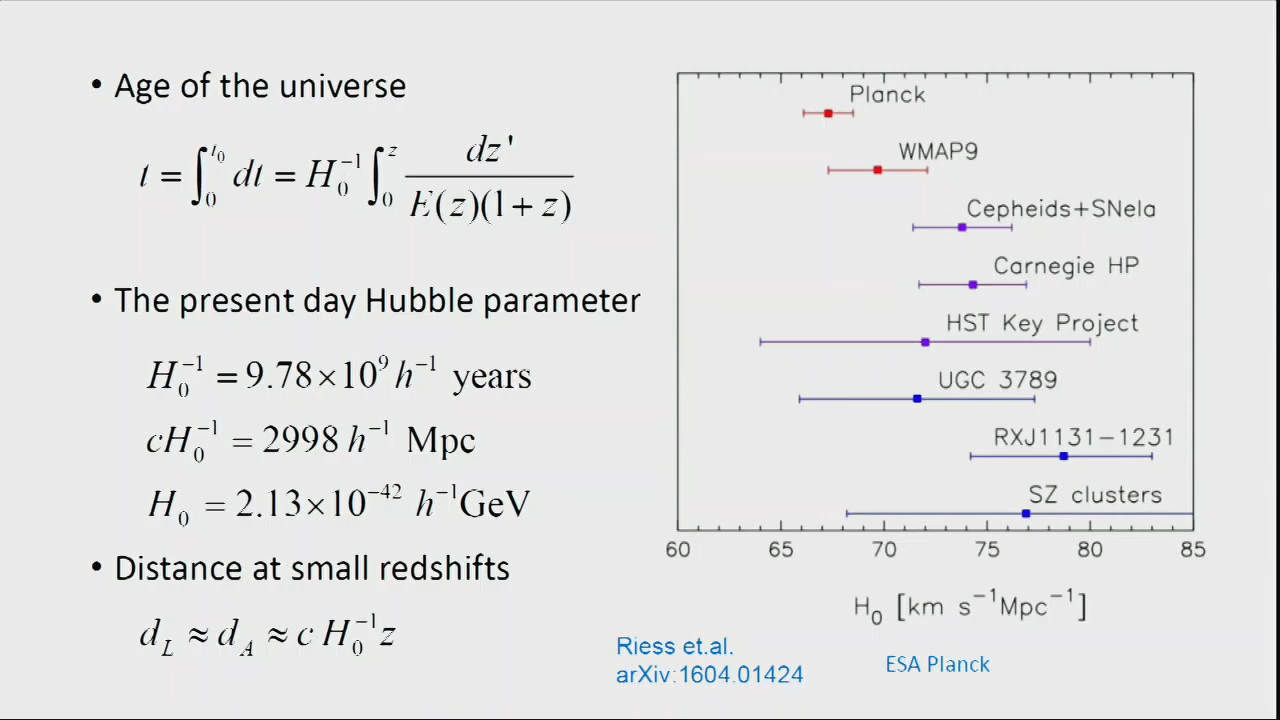 • Age of the universe
t = ∫₀^{t₀} dt = H₀⁻¹ ∫₀^{z} dz' / E(z)(1 + z)
• The present day Hubble parameter
H₀⁻¹ = 9.78×10⁹ h⁻¹ years
cH₀⁻¹ = 2998 h⁻¹ Mpc
H₀ = 2.13×10⁻⁴² h⁻¹GeV
• Distance at small redshifts
d_L ≈ d_A ≈ c H₀⁻¹z
Planck
WMAP9
Cepheids+SNeIa
Carnegie HP
HST Key Project
UGC 3789
RXJ1131−1231
SZ clusters
60 65 70 75 80 85
H₀ [km s⁻¹Mpc⁻¹]
Riess et.al.
arXiv:1604.01424
ESA Planck